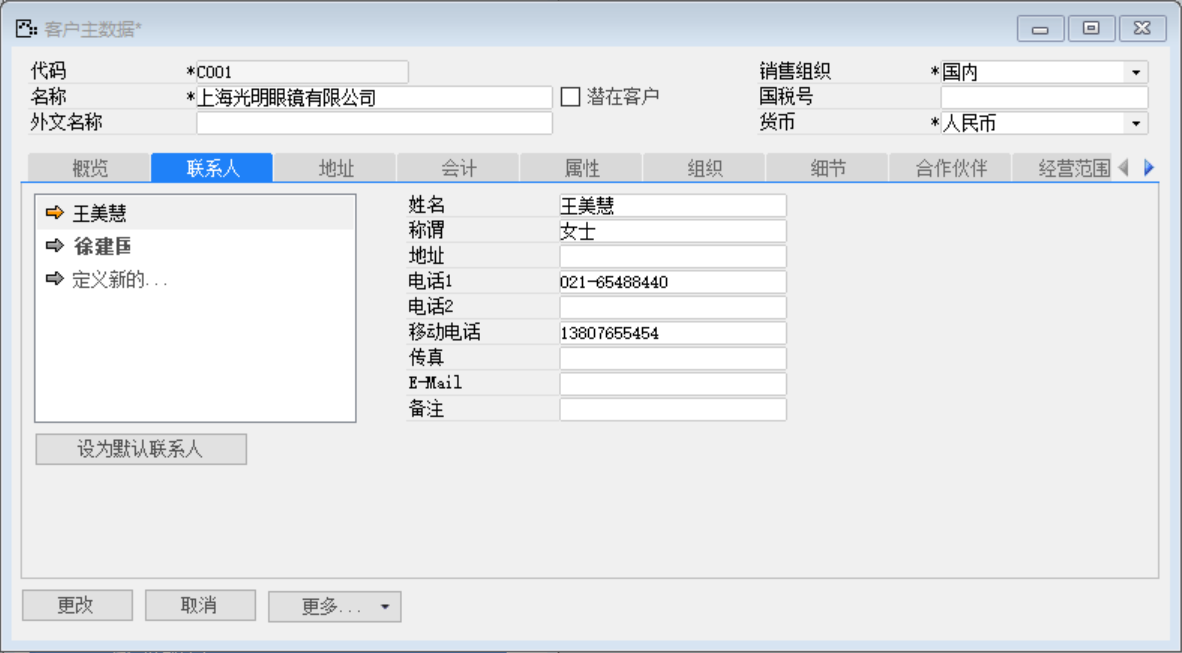 客户主数据*
代码 *C001 销售组织 *国内
名称 *上海光明眼镜有限公司 潜在客户 国税号
外文名称 货币 *人民币
概览 联系人 地址 会计 属性 组织 细节 合作伙伴 经营范围
王美慧
徐建国
定义新的...
设为默认联系人
姓名 王美慧
称谓 女士
地址
电话1 021-65488440
电话2
移动电话 13807655454
传真
E-Mail
备注
更改 取消 更多...